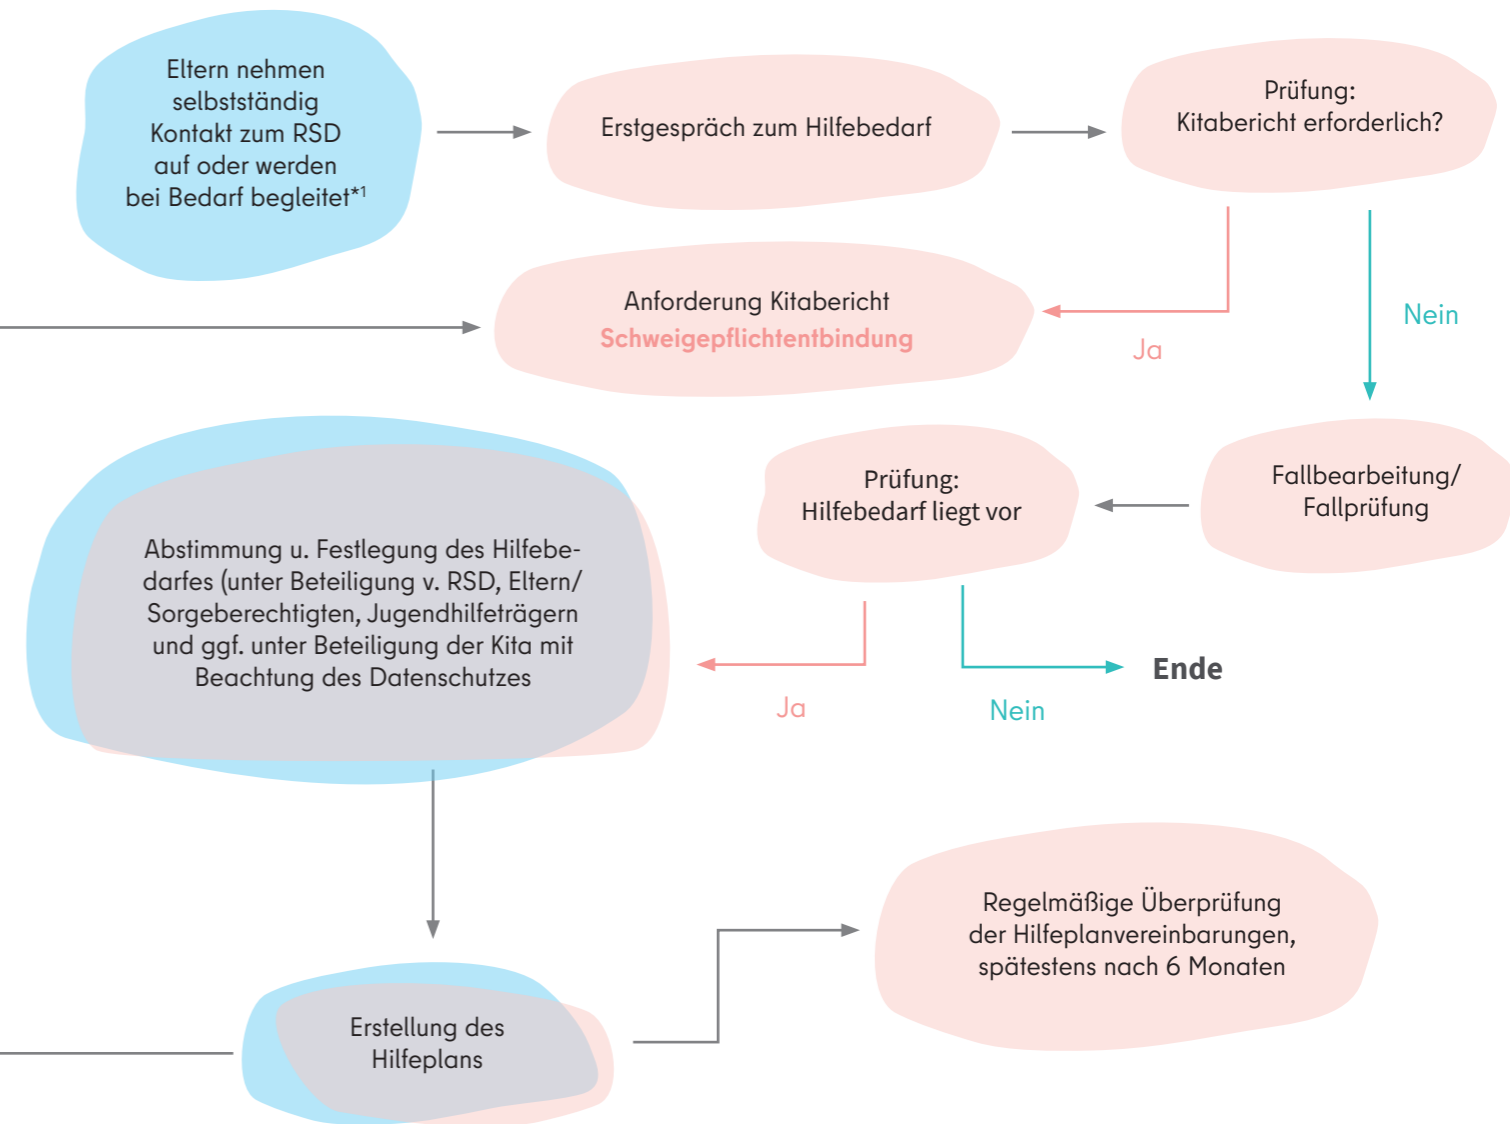 Eltern nehmen
selbstständig
Kontakt zum RSD
auf oder werden
bei Bedarf begleitet*1
Erstgespräch zum Hilfebedarf
Prüfung:
Kitabericht erforderlich?
Anforderung Kitabericht
Schweigepflichtentbindung
Ja
Nein
Fallbearbeitung/
Fallprüfung
Prüfung:
Hilfebedarf liegt vor
Ja
Nein
Ende
Abstimmung u. Festlegung des Hilfebe-
darfes (unter Beteiligung v. RSD, Eltern/
Sorgeberechtigten, Jugendhilfeträgern
und ggf. unter Beteiligung der Kita mit
Beachtung des Datenschutzes
Erstellung des
Hilfeplans
Regelmäßige Überprüfung
der Hilfeplanvereinbarungen,
spätestens nach 6 Monaten